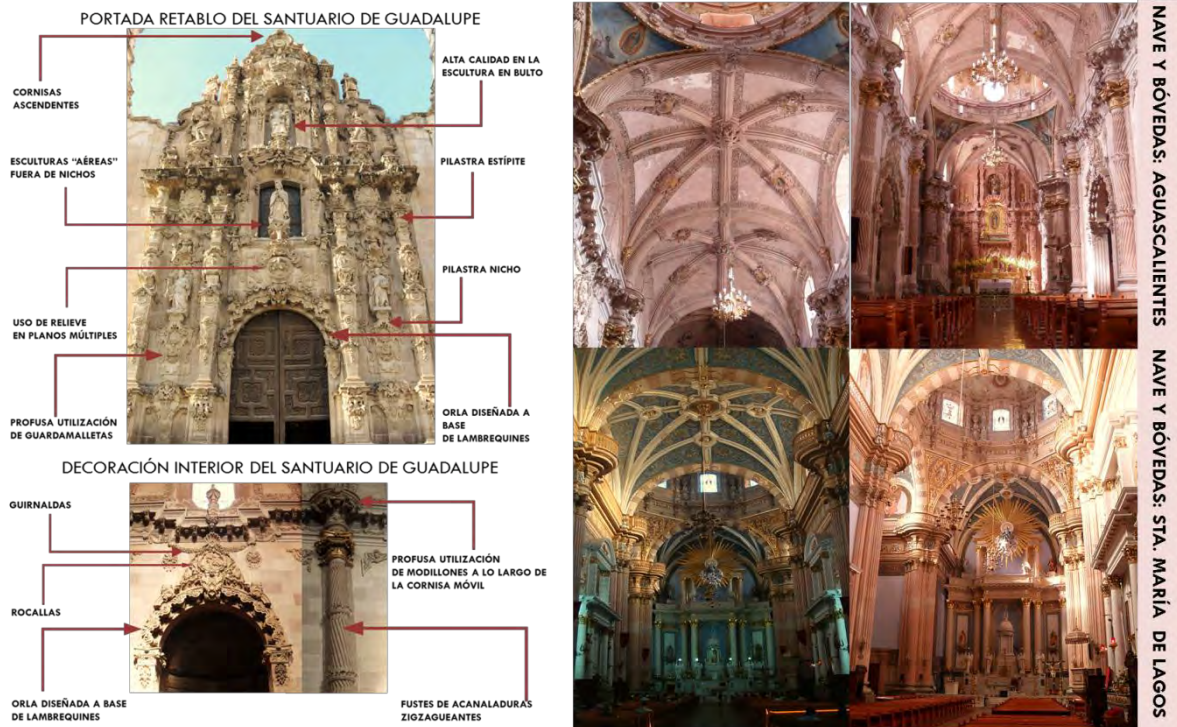 PORTADA RETABLO DEL SANTUARIO DE GUADALUPE
CORNISAS
ASCENDENTES
ESCULTURAS “AÉREAS”
FUERA DE NICHOS
USO DE RELIEVE
EN PLANOS MÚLTIPLES
PROFUSA UTILIZACIÓN
DE GUARDAMALLETAS
ALTA CALIDAD EN LA
ESCULTURA EN BULTO
PILASTRA ESTÍPITE
PILASTRA NICHO
ORLA DISEÑADA A
BASE
DE LAMBREQUINES
DECORACIÓN INTERIOR DEL SANTUARIO DE GUADALUPE
GUIRNALDAS
ROCALLAS
ORLA DISEÑADA A BASE
DE LAMBREQUINES
PROFUSA UTILIZACIÓN
DE MODILLONES A LO LARGO DE
LA CORNISA MÓVIL
FUSTES DE ACANALADURAS
ZIGZAGUEANTES
NAVE Y BÓVEDAS: AGUASCALIENTES
NAVE Y BÓVEDAS: STA. MARÍA DE LAGOS